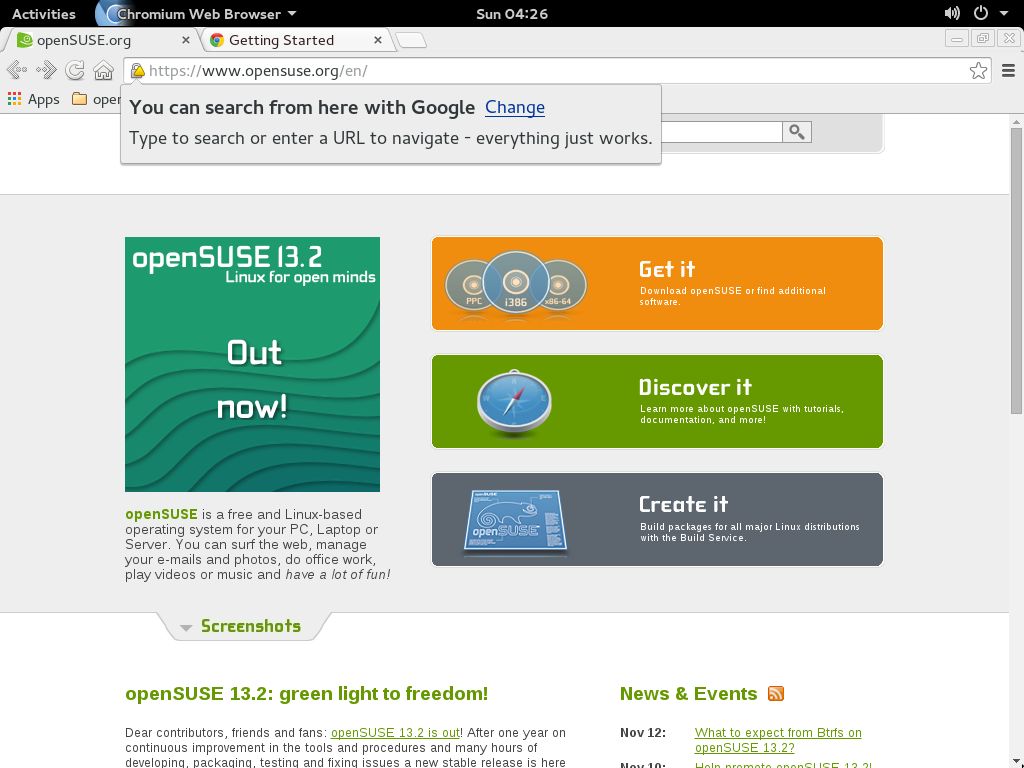 Activities Chromium Web Browser Sun 04:26
openSUSE.org Getting Started
https://www.opensuse.org/en/
Apps oper
You can search from here with Google Change
Type to search or enter a URL to navigate - everything just works.
openSUSE 13.2
Linux for open minds
Out
now!
openSUSE is a free and Linux-based
operating system for your PC, Laptop or
Server. You can surf the web, manage
your e-mails and photos, do office work,
play videos or music and have a lot of fun!
PPC i386 x86-64
Get it
Download openSUSE or find additional
software.
W E
Discover it
Learn more about openSUSE with tutorials,
documentation, and more!
openSUSE
openSUSE
Create it
Build packages for all major Linux distributions
with the Build Service.
Screenshots
openSUSE 13.2: green light to freedom!
Dear contributors, friends and fans: openSUSE 13.2 is out! After one year on
continuous improvement in the tools and procedures and many hours of
developing, packaging, testing and fixing issues a new stable release is here
News & Events
Nov 12: What to expect from Btrfs on
openSUSE 13.2?
Nov 10: Help promote openSUSE 13.2!